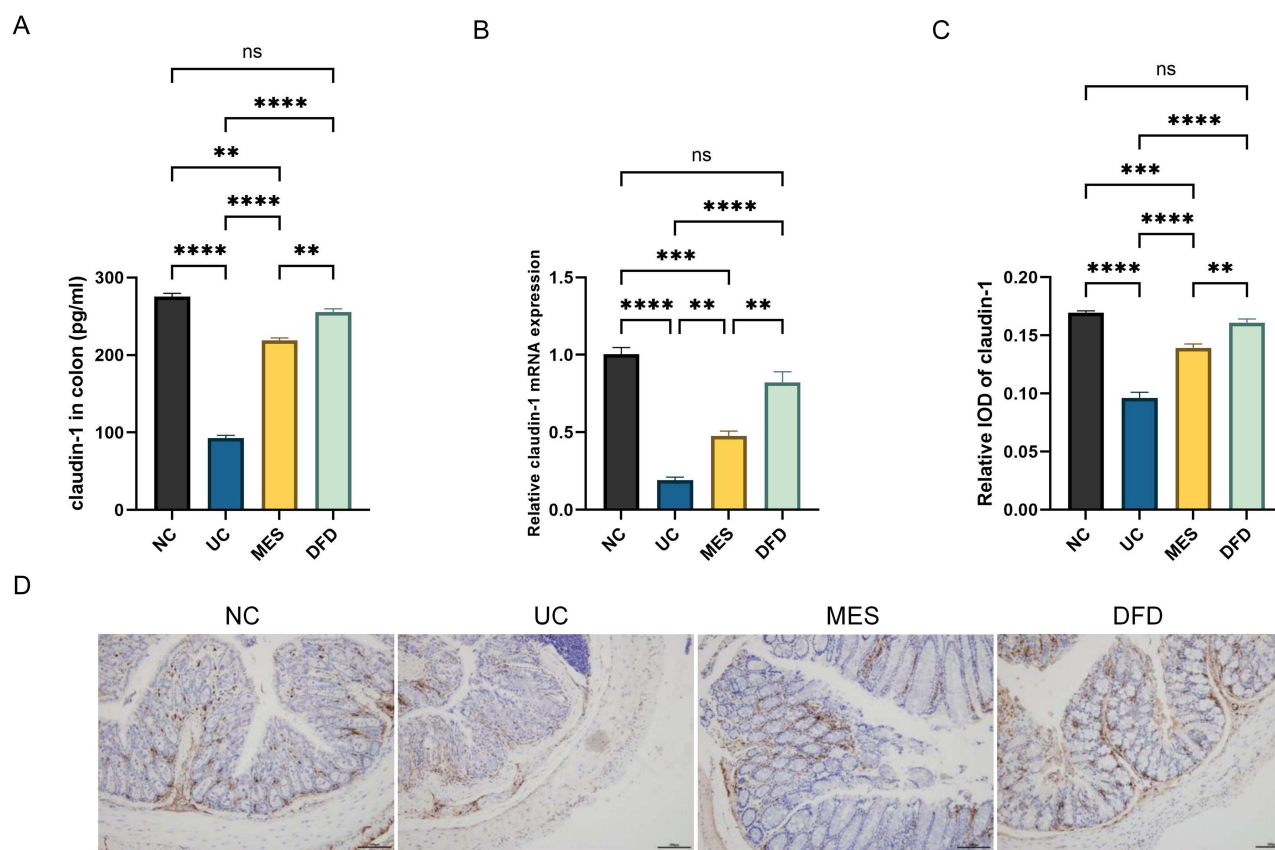 A
ns
****
**
****
****
**
claudin-1 in colon (pg/ml)
300
200
100
0
NC
UC
MES
DFD
B
ns
****
***
****
**
**
Relative claudin-1 mRNA expression
1.5
1.0
0.5
0.0
NC
UC
MES
DFD
C
ns
****
***
****
****
**
Relative IOD of claudin-1
0.20
0.15
0.10
0.05
0.00
NC
UC
MES
DFD
D
NC
UC
MES
DFD